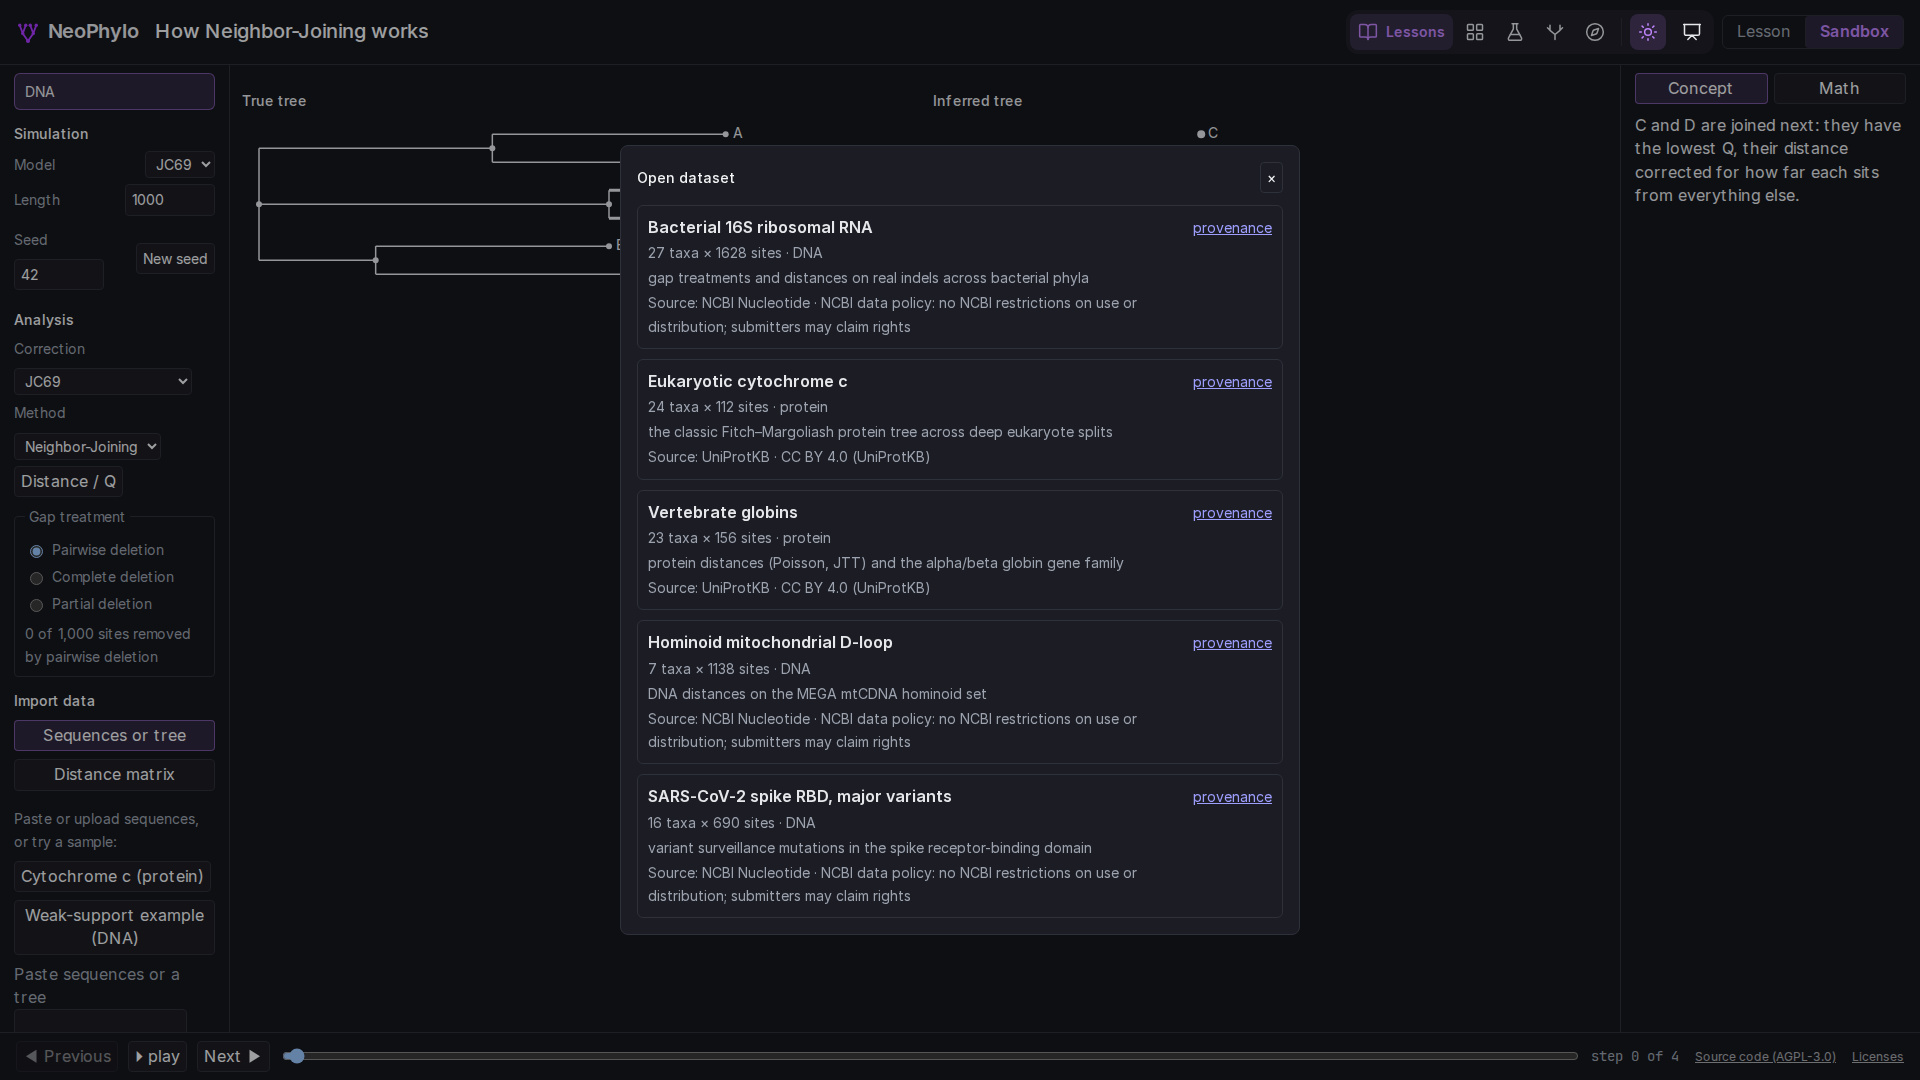 NeoPhylo
How Neighbor-Joining works
Lessons
Lesson
Sandbox
DNA
Simulation
Model
JC69
Length
1000
Seed
42
New seed
Analysis
Correction
JC69
Method
Neighbor-Joining
Distance / Q
Gap treatment
Pairwise deletion
Complete deletion
Partial deletion
0 of 1,000 sites removed
by pairwise deletion
Import data
Sequences or tree
Distance matrix
Paste or upload sequences,
or try a sample:
Cytochrome c (protein)
Weak-support example
(DNA)
Paste sequences or a
tree
True tree
A
Inferred tree
C
Open dataset
×
Bacterial 16S ribosomal RNA
provenance
27 taxa × 1628 sites · DNA
gap treatments and distances on real indels across bacterial phyla
Source: NCBI Nucleotide · NCBI data policy: no NCBI restrictions on use or
distribution; submitters may claim rights
Eukaryotic cytochrome c
provenance
24 taxa × 112 sites · protein
the classic Fitch–Margoliash protein tree across deep eukaryote splits
Source: UniProtKB · CC BY 4.0 (UniProtKB)
Vertebrate globins
provenance
23 taxa × 156 sites · protein
protein distances (Poisson, JTT) and the alpha/beta globin gene family
Source: UniProtKB · CC BY 4.0 (UniProtKB)
Hominoid mitochondrial D-loop
provenance
7 taxa × 1138 sites · DNA
DNA distances on the MEGA mtCDNA hominoid set
Source: NCBI Nucleotide · NCBI data policy: no NCBI restrictions on use or
distribution; submitters may claim rights
SARS-CoV-2 spike RBD, major variants
provenance
16 taxa × 690 sites · DNA
variant surveillance mutations in the spike receptor-binding domain
Source: NCBI Nucleotide · NCBI data policy: no NCBI restrictions on use or
distribution; submitters may claim rights
Concept
Math
C and D are joined next: they have
the lowest Q, their distance
corrected for how far each sits
from everything else.
◀ Previous
play
Next ▶
step 0 of 4
Source code (AGPL-3.0)
Licenses